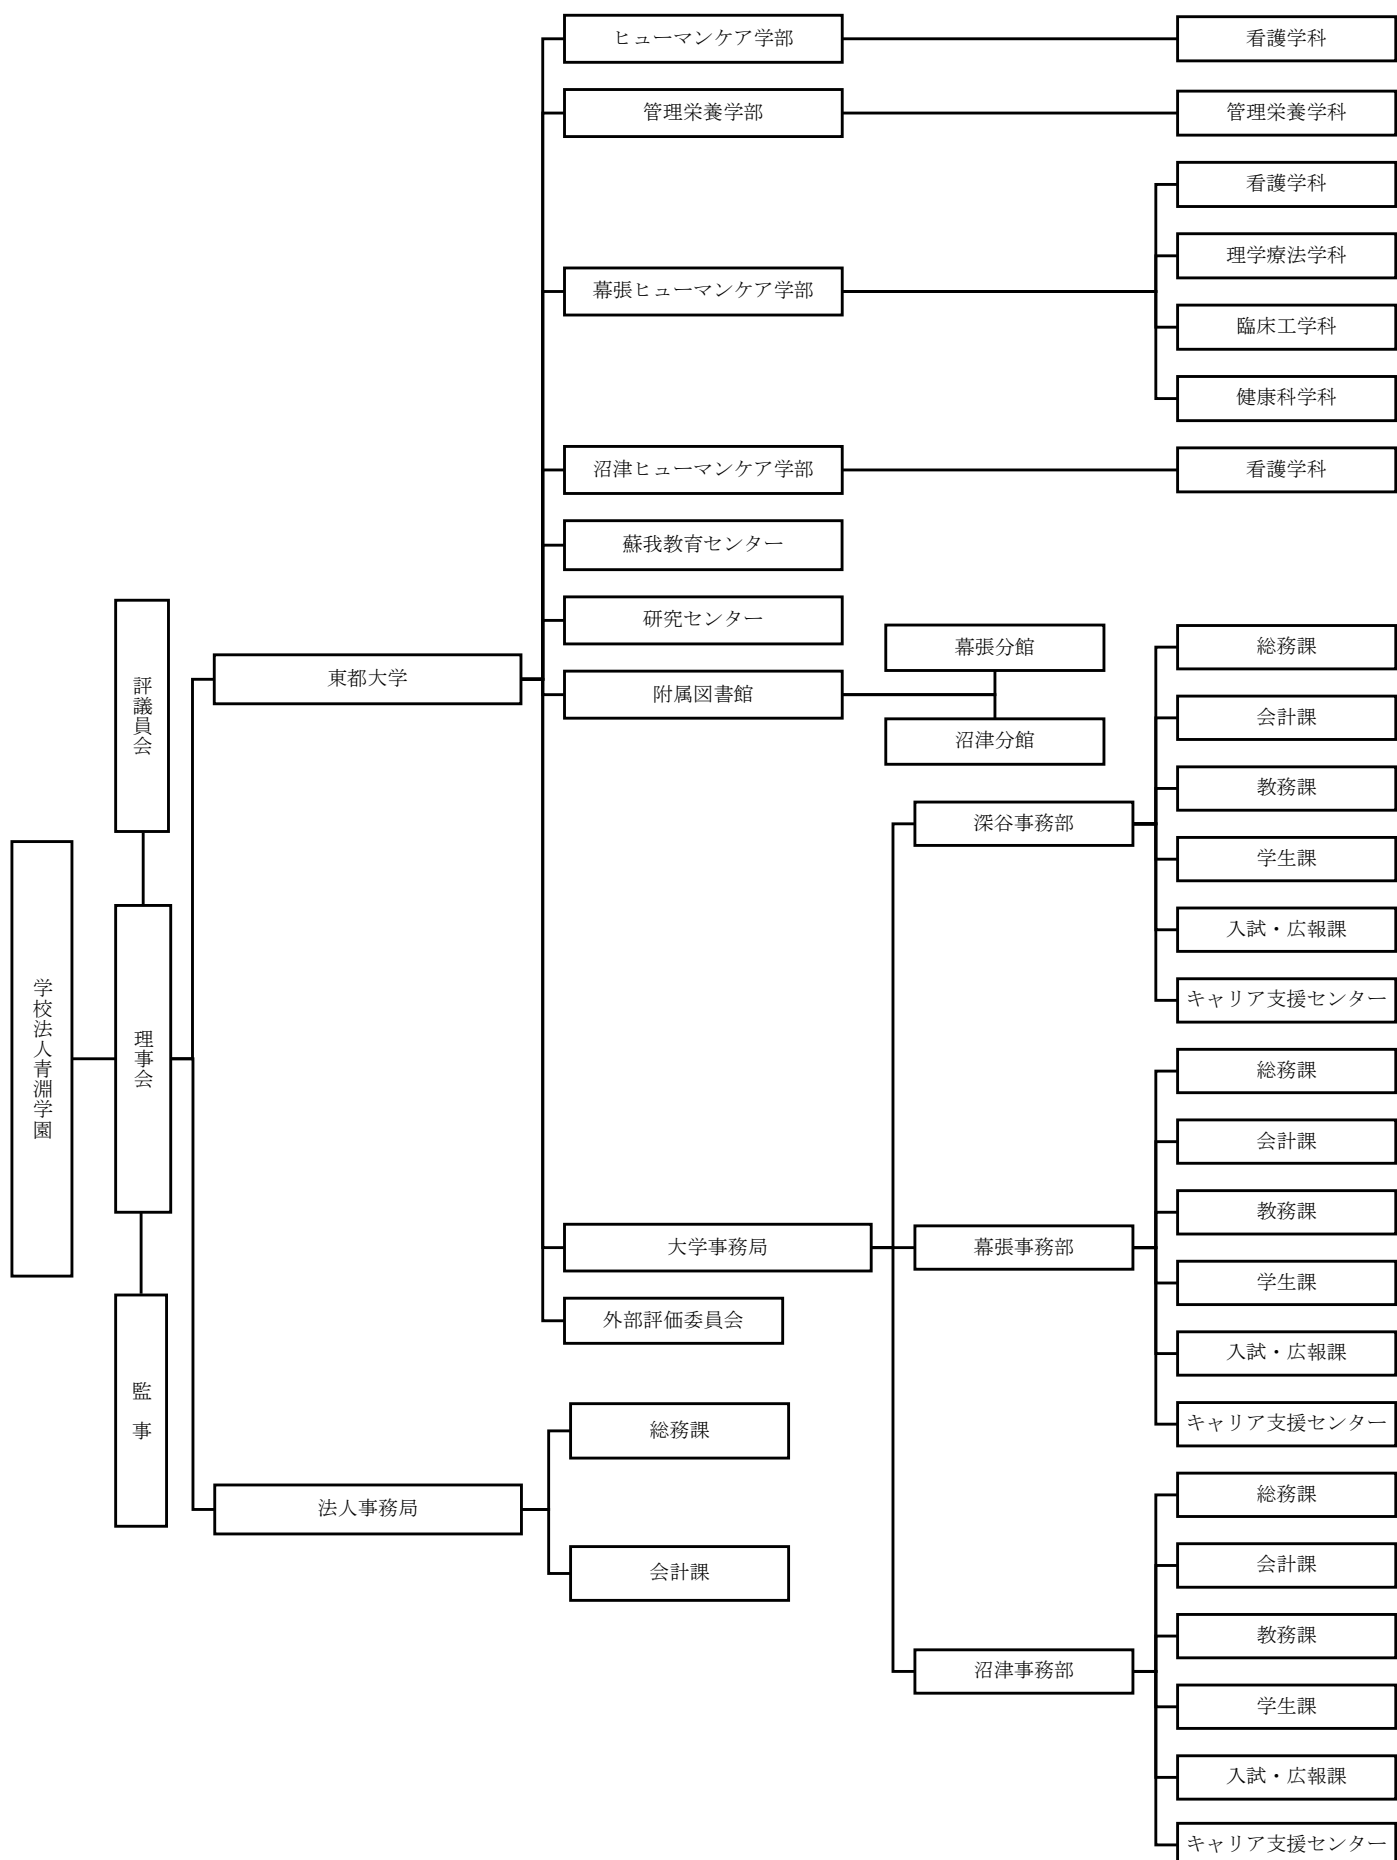 ヒューマンケア学部
看護学科
管理栄養学部
管理栄養学科
幕張ヒューマンケア学部
看護学科
理学療法学科
臨床工学科
健康科学科
沼津ヒューマンケア学部
看護学科
蘇我教育センター
研究センター
附属図書館
幕張分館
沼津分館
学校法人青淵学園
評議員会
理事会
監 事
東都大学
大学事務局
外部評価委員会
深谷事務部
総務課
会計課
教務課
学生課
入試・広報課
キャリア支援センター
幕張事務部
総務課
会計課
教務課
学生課
入試・広報課
キャリア支援センター
沼津事務部
総務課
会計課
教務課
学生課
入試・広報課
キャリア支援センター
法人事務局
総務課
会計課